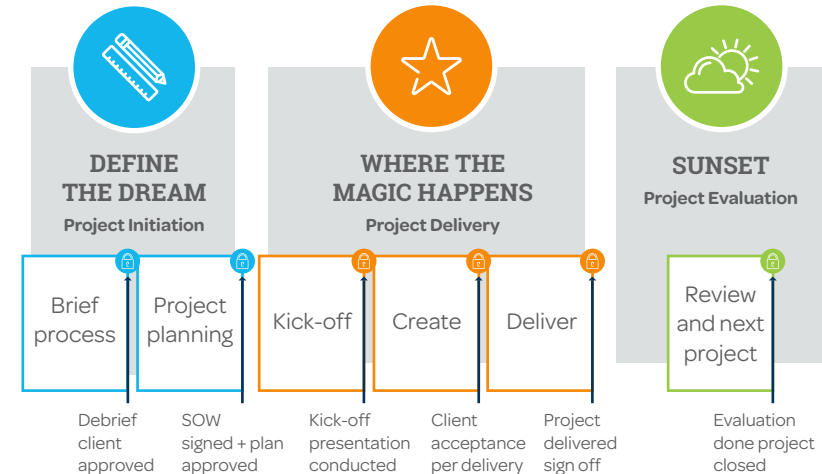 DEFINE
THE DREAM
Project Initiation
WHERE THE
MAGIC HAPPENS
Project Delivery
SUNSET
Project Evaluation
Brief
process
Project
planning
Kick-off
Create
Deliver
Review
and next
project
Debrief
client
approved
SOW
signed + plan
approved
Kick-off
presentation
conducted
Client
acceptance
per delivery
Project
delivered
sign off
Evaluation
done project
closed